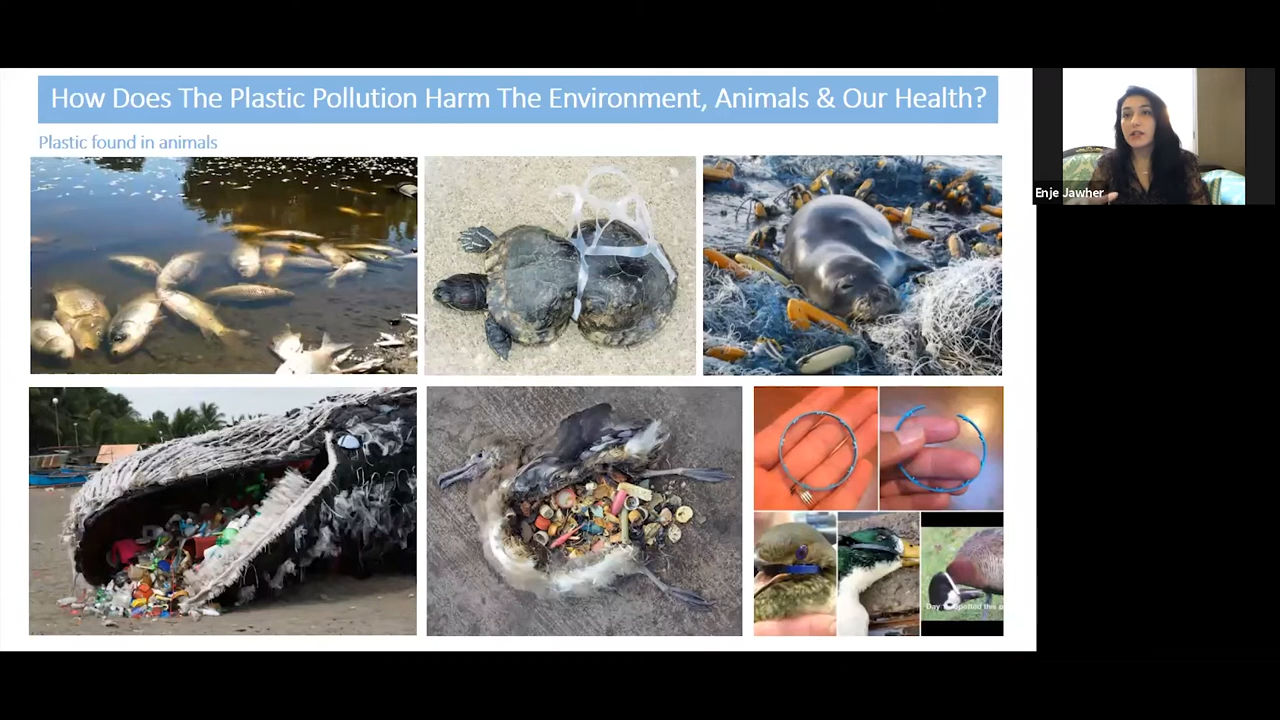 How Does The Plastic Pollution Harm The Environment, Animals & Our Health?
Plastic found in animals
Enje Jawher